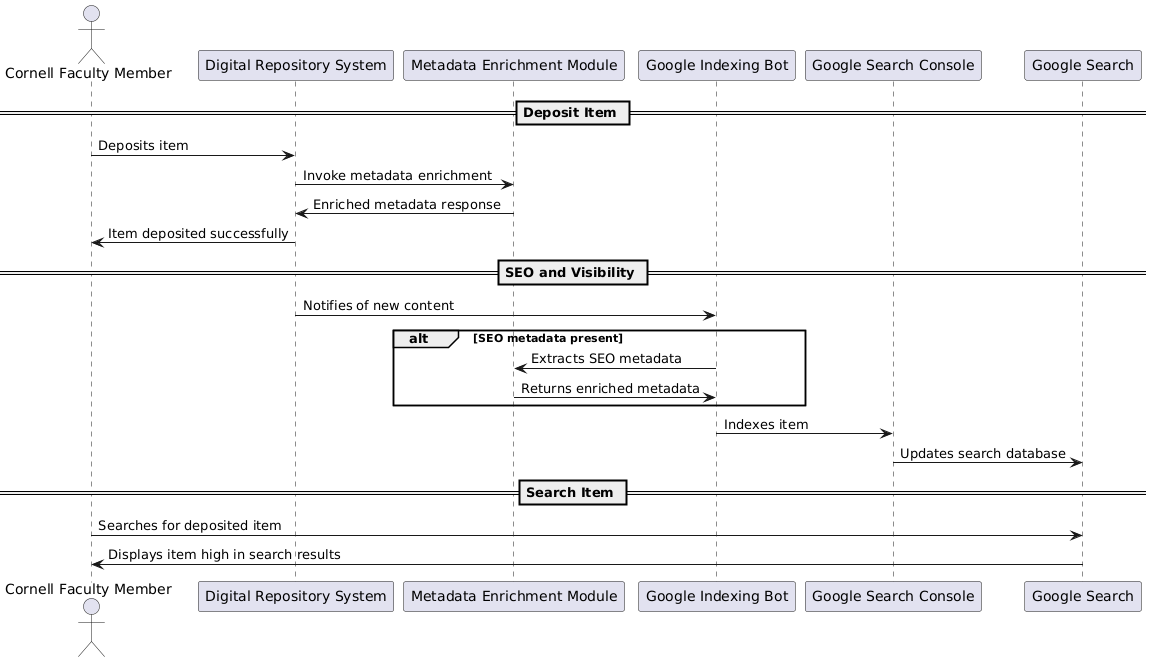 Cornell Faculty Member
Digital Repository System
Metadata Enrichment Module
Google Indexing Bot
Google Search Console
Google Search
Deposit Item
Deposits item
Invoke metadata enrichment
Enriched metadata response
Item deposited successfully
SEO and Visibility
Notifies of new content
alt [SEO metadata present]
Extracts SEO metadata
Returns enriched metadata
Indexes item
Updates search database
Search Item
Searches for deposited item
Displays item high in search results
Cornell Faculty Member
Digital Repository System
Metadata Enrichment Module
Google Indexing Bot
Google Search Console
Google Search